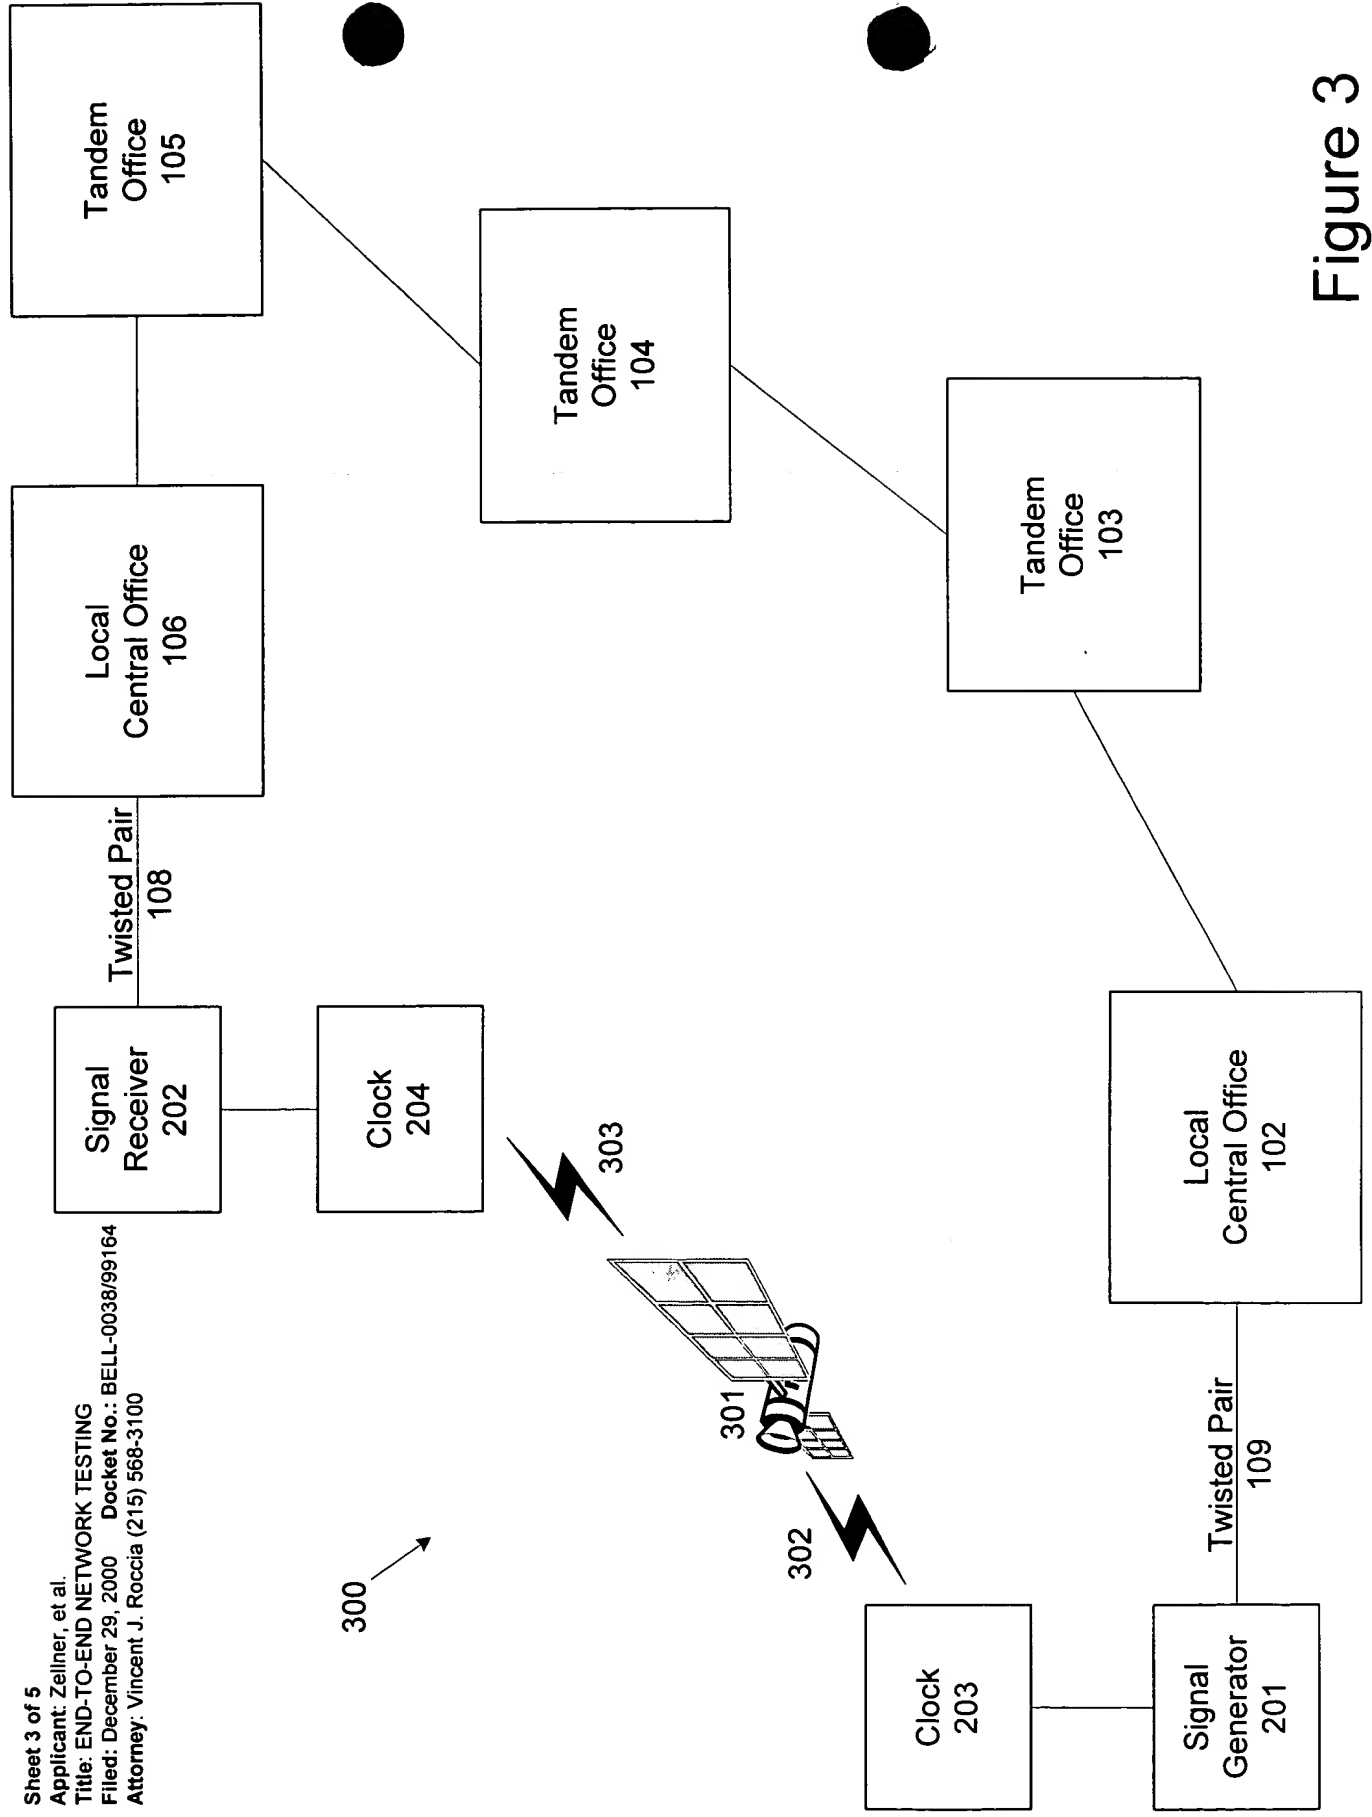 Sheet 3 of 5
Applicant: Zellner, et al.
Title: END-TO-END NETWORK TESTING
Filed: December 29, 2000 Docket No.: BELL-0038/99164
Attorney: Vincent J. Roccia (215) 568-3100
Signal
Receiver
202
Twisted Pair
108
Local
Central Office
106
Tandem
Office
105
Clock
204
300
303
301
302
Tandem
Office
104
Clock
203
Tandem
Office
103
Signal
Generator
201
Twisted Pair
109
Local
Central Office
102
Figure 3